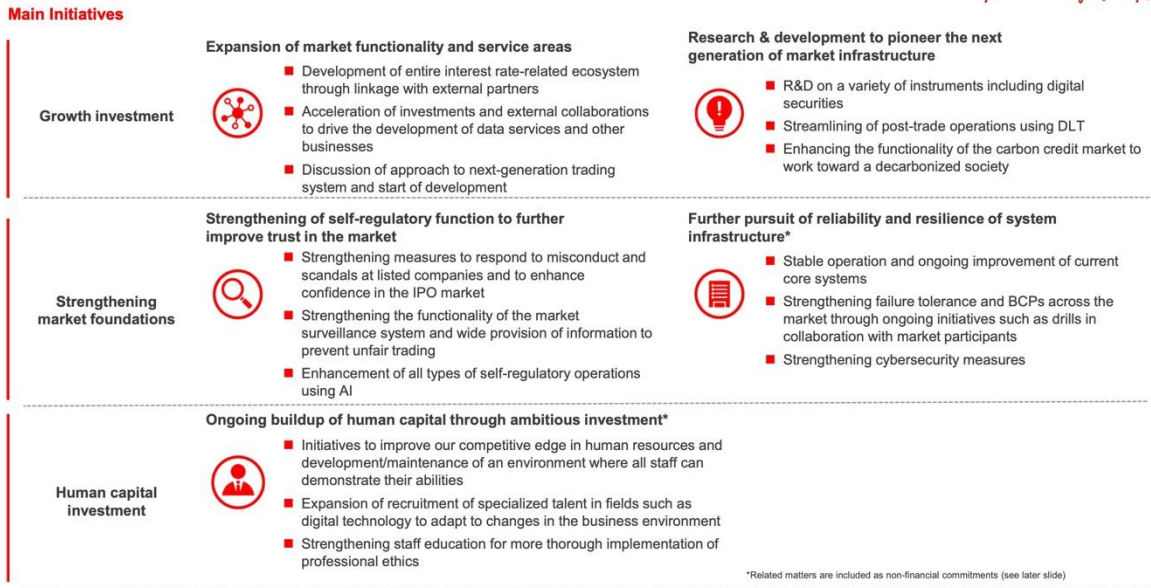 Main Initiatives
Growth investment
Expansion of market functionality and service areas
■ Development of entire interest rate-related ecosystem
through linkage with external partners
■ Acceleration of investments and external collaborations
to drive the development of data services and other
businesses
■ Discussion of approach to next-generation trading
system and start of development
Research & development to pioneer the next
generation of market infrastructure
■ R&D on a variety of instruments including digital
securities
■ Streamlining of post-trade operations using DLT
■ Enhancing the functionality of the carbon credit market to
work toward a decarbonized society
Strengthening
market foundations
Strengthening of self-regulatory function to further
improve trust in the market
■ Strengthening measures to respond to misconduct and
scandals at listed companies and to enhance
confidence in the IPO market
■ Strengthening the functionality of the market
surveillance system and wide provision of information to
prevent unfair trading
■ Enhancement of all types of self-regulatory operations
using AI
Further pursuit of reliability and resilience of system
infrastructure*
■ Stable operation and ongoing improvement of current
core systems
■ Strengthening failure tolerance and BCPs across the
market through ongoing initiatives such as drills in
collaboration with market participants
■ Strengthening cybersecurity measures
Human capital
investment
Ongoing buildup of human capital through ambitious investment*
■ Initiatives to improve our competitive edge in human resources and
development/maintenance of an environment where all staff can
demonstrate their abilities
■ Expansion of recruitment of specialized talent in fields such as
digital technology to adapt to changes in the business environment
■ Strengthening staff education for more thorough implementation of
professional ethics
*Related matters are included as non-financial commitments (see later slide)